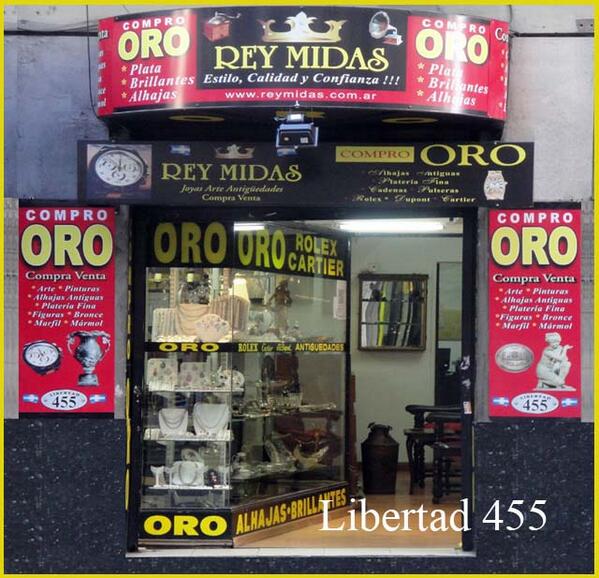 COMPRO
ORO
* Plata
* Brillantes
* Alhajas
REY MIDAS
Estilo, Calidad y Confianza !!!
www.reymidas.com.ar
COMPRO
ORO
* Plata
* Brillantes
* Alhajas
REY MIDAS
Joyas Arte Antigüedades
Compra Venta
COMPRO ORO
Alhajas Antiguas
Platería Fina
Cadenas * Pulseras
Rolex * Dupont * Cartier
COMPRO
ORO
Compra Venta
* Arte * Pinturas
* Alhajas Antiguas
* Platería Fina
*Figuras * Bronce
* Marfil * Mármol
LIBERTAD
455
ORO ORO ROLEX
CARTIER
ORO ROLEX ANTIGUEDADES
ORO ALHAJAS-BRILLANTES
COMPRO
ORO
Compra Venta
* Arte * Pinturas
* Alhajas Antiguas
* Platería Fina
*Figuras * Bronce
* Marfil * Mármol
LIBERTAD
455
Libertad 455